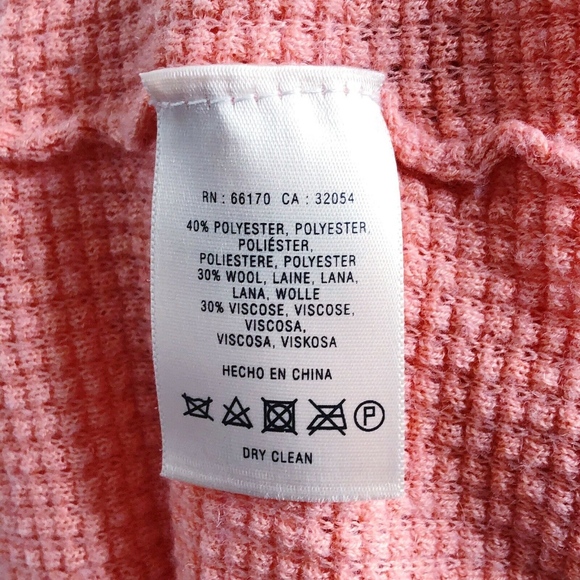 RN : 66170 CA : 32054
40% POLYESTER, POLYESTER,
POLIÉSTER,
POLIESTERE, POLYESTER
30% WOOL, LAINE, LANA,
LANA, WOLLE
30% VISCOSE, VISCOSE,
VISCOSA,
VISCOSA, VISKOSA
HECHO EN CHINA
P
DRY CLEAN